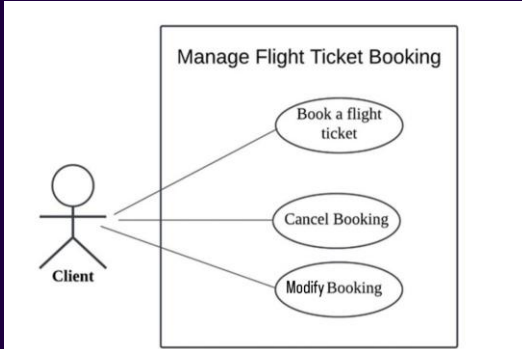 Manage Flight Ticket Booking
Book a flight
ticket
Cancel Booking
Modify Booking
Client